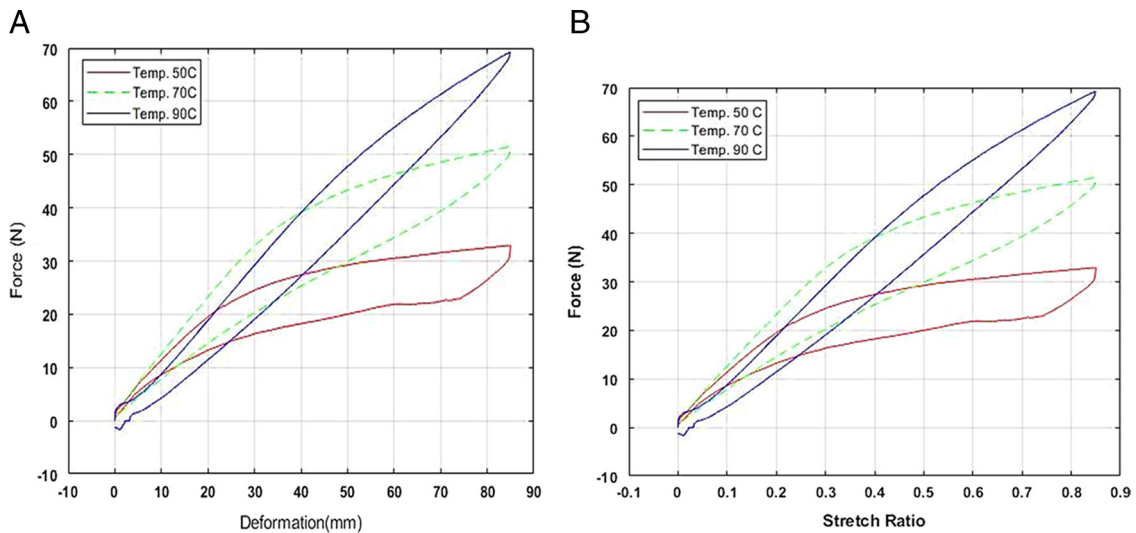 A
70
60
50
40
30
20
10
0
-10
Force (N)
Temp. 50C
Temp. 70C
Temp. 90C
-10 0 10 20 30 40 50 60 70 80 90
Deformation(mm)
B
70
60
50
40
30
20
10
0
-10
Force (N)
Temp. 50 C
Temp. 70 C
Temp. 90 C
-0.1 0 0.1 0.2 0.3 0.4 0.5 0.6 0.7 0.8 0.9
Stretch Ratio